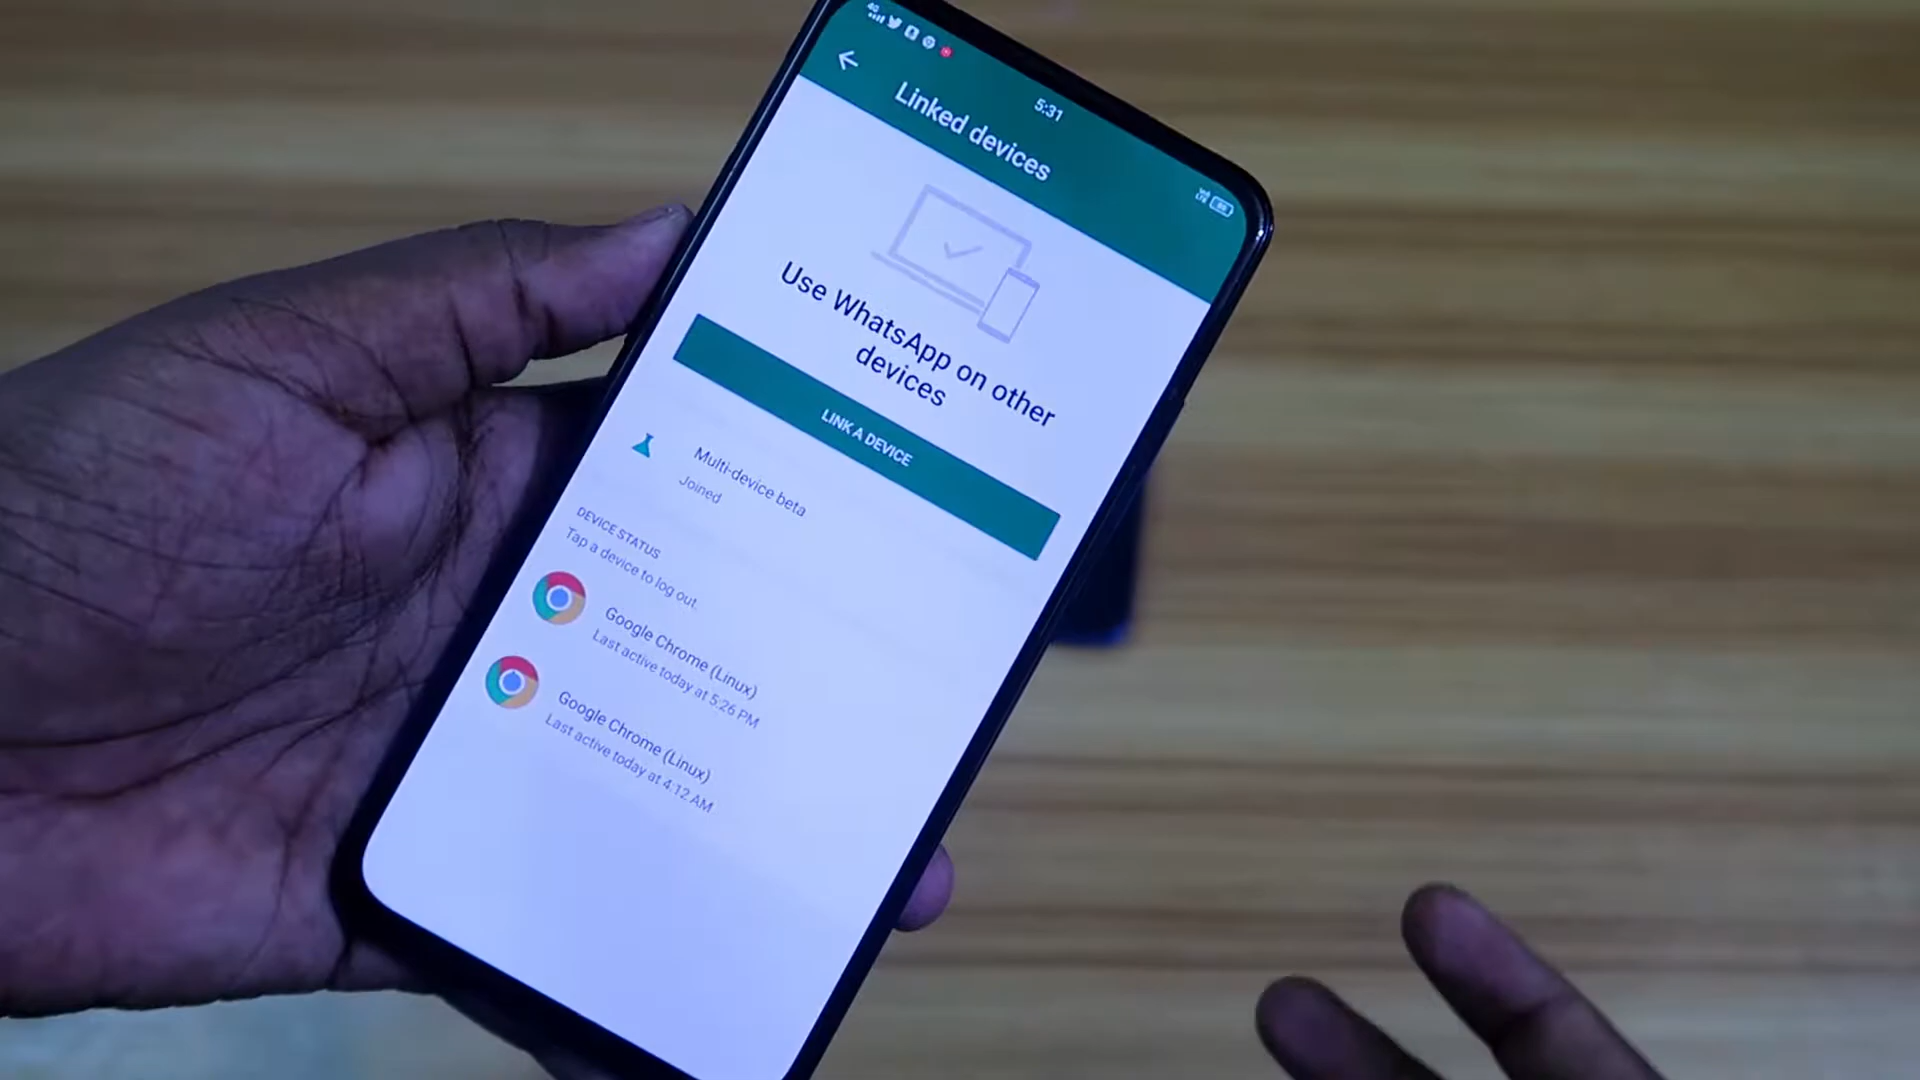 4G
5:31
Linked devices
Use WhatsApp on other
devices
LINK A DEVICE
Multi-device beta
Joined
DEVICE STATUS
Tap a device to log out.
Google Chrome (Linux)
Last active today at 5:26 PM
Google Chrome (Linux)
Last active today at 4:12 AM